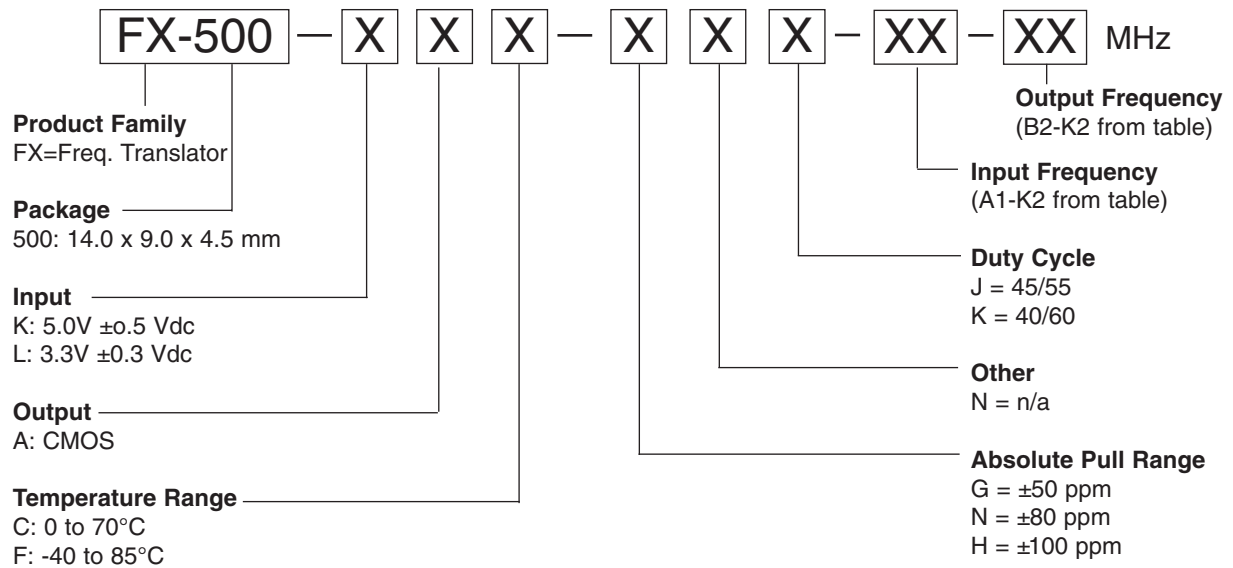 FX-500 — X X X — X X X — XX — XX MHz
Product Family
FX=Freq. Translator
Package
500: 14.0 x 9.0 x 4.5 mm
Input
K: 5.0V ±o.5 Vdc
L: 3.3V ±0.3 Vdc
Output
A: CMOS
Temperature Range
C: 0 to 70°C
F: -40 to 85°C
Output Frequency
(B2-K2 from table)
Input Frequency
(A1-K2 from table)
Duty Cycle
J = 45/55
K = 40/60
Other
N = n/a
Absolute Pull Range
G = ±50 ppm
N = ±80 ppm
H = ±100 ppm